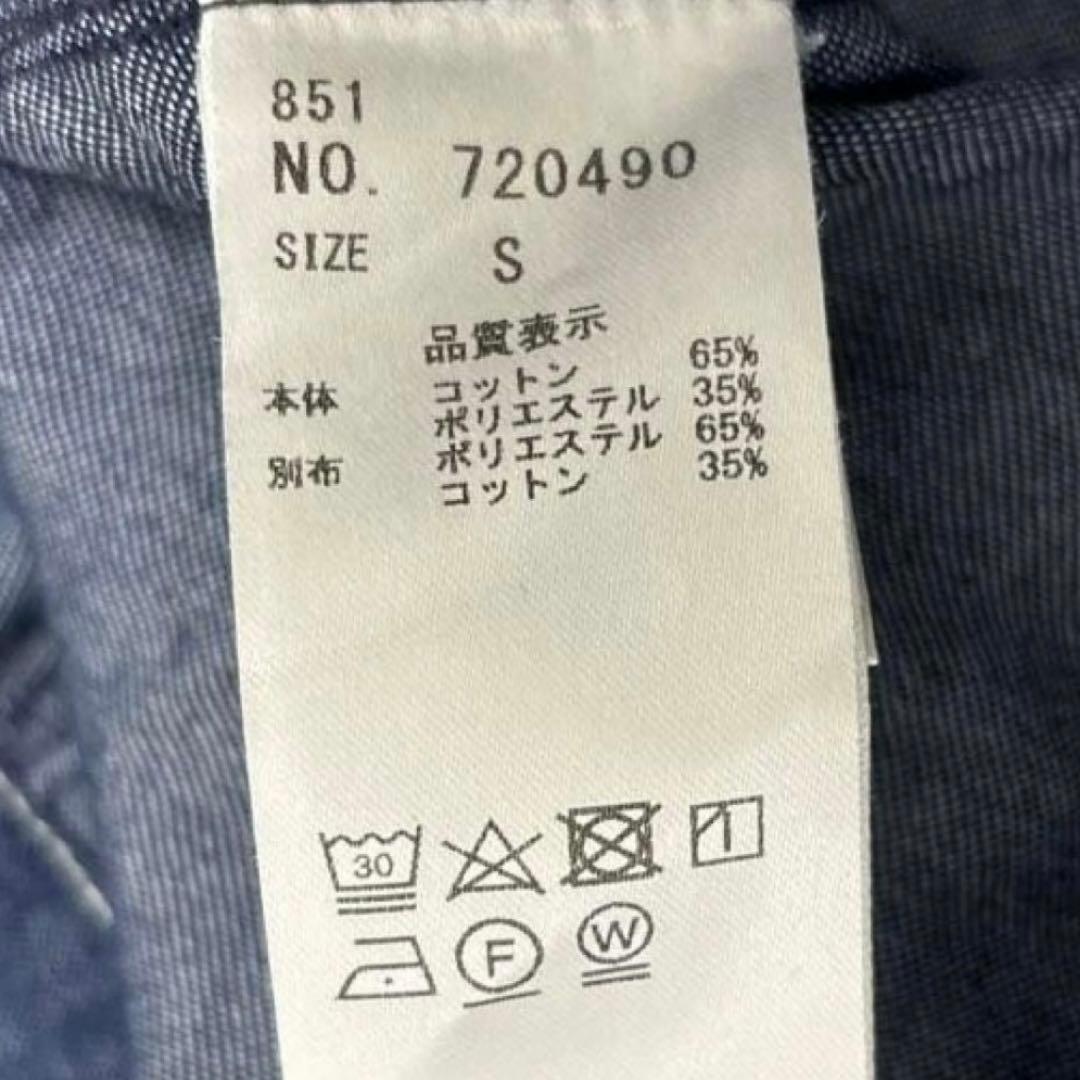 851
NO. 720490
SIZE S
品質表示
本体 コットン 65%
ポリエステル 35%
別布 ポリエステル 65%
コットン 35%
30
F W